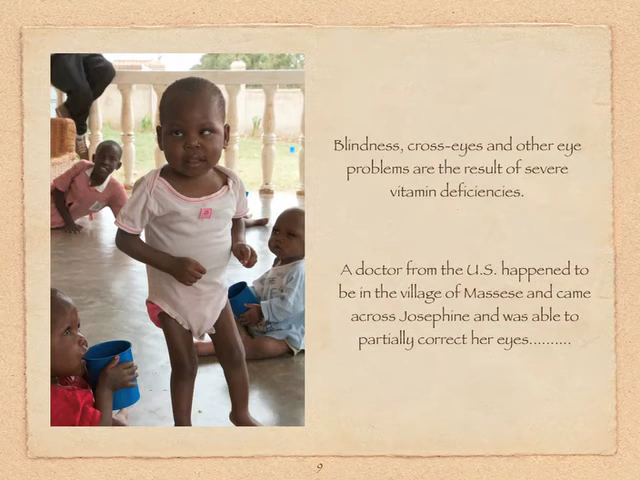 Blindness, cross-eyes and other eye
problems are the result of severe
vitamin deficiencies.
A doctor from the U.S. happened to
be in the village of Massese and came
across Josephine and was able to
partially correct her eyes..........
9